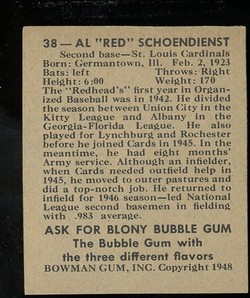 38 — AL "RED" SCHOENDIENST
Second base—St. Louis Cardinals
Born: Germantown, Ill. Feb. 2, 1923
Bats: left Throws: Right
Height: 6:00 Weight: 170
The "Redhead's" first year in Organ-
ized Baseball was in 1942. He divided
the season between Union City in the
Kitty League and Albany in the
Georgia-Florida League. He also
played for Lynchburg and Rochester
before he joined Cards in 1945. In the
meantime, he had eight months of
Army service. Although an infielder,
when Cards needed outfield help in
1945, he moved to outer pastures and
did a top-notch job. He returned to
infield for 1946 season—led National
League second basemen in fielding
with .983 average.
ASK FOR BLONY BUBBLE GUM
The Bubble Gum with
the three different flavors
BOWMAN GUM, INC. Copyright 1948